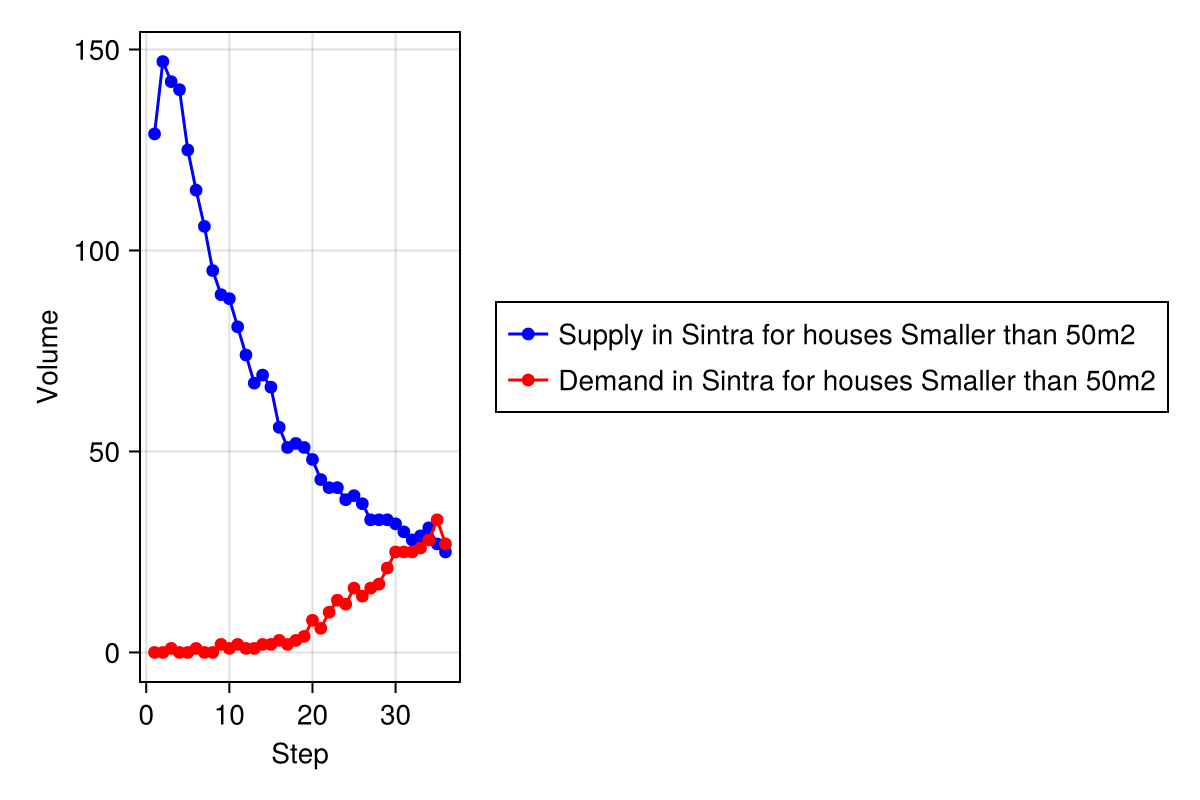 150
100
50
0
Volume
0 10 20 30
Step
Supply in Sintra for houses Smaller than 50m2
Demand in Sintra for houses Smaller than 50m2